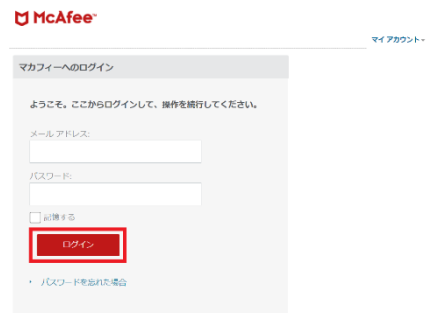 McAfee™
マイ アカウント
マカフィーへのログイン
ようこそ。ここからログインして、操作を続行してください。
メール アドレス:
パスワード:
記憶する
ログイン
パスワードを忘れた場合